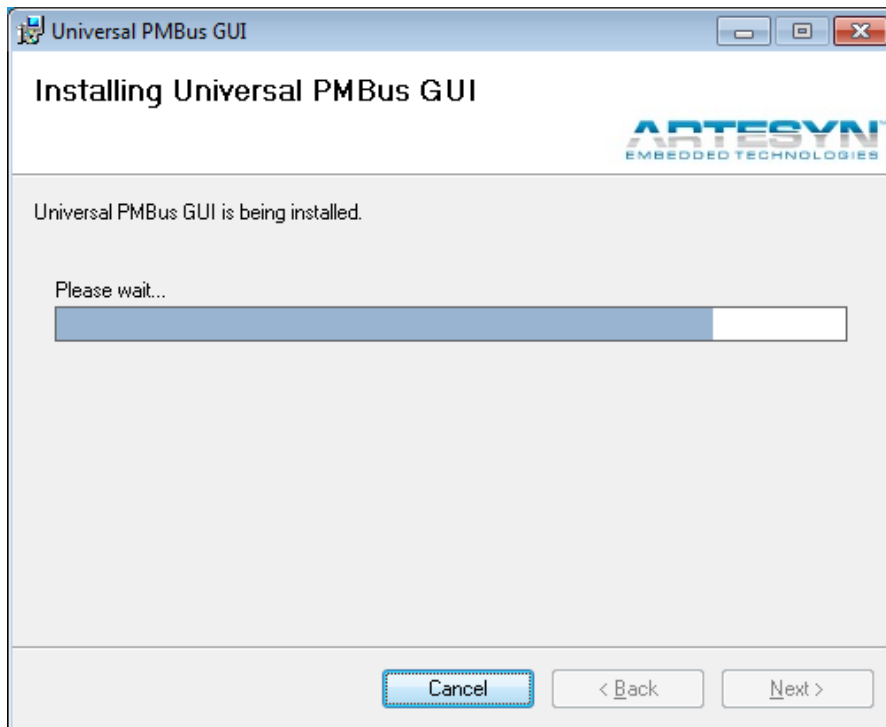 Universal PMBus GUI
Installing Universal PMBus GUI
ARTESYN™
EMBEDDED TECHNOLOGIES
Universal PMBus GUI is being installed.
Please wait...
Cancel
< Back
Next >